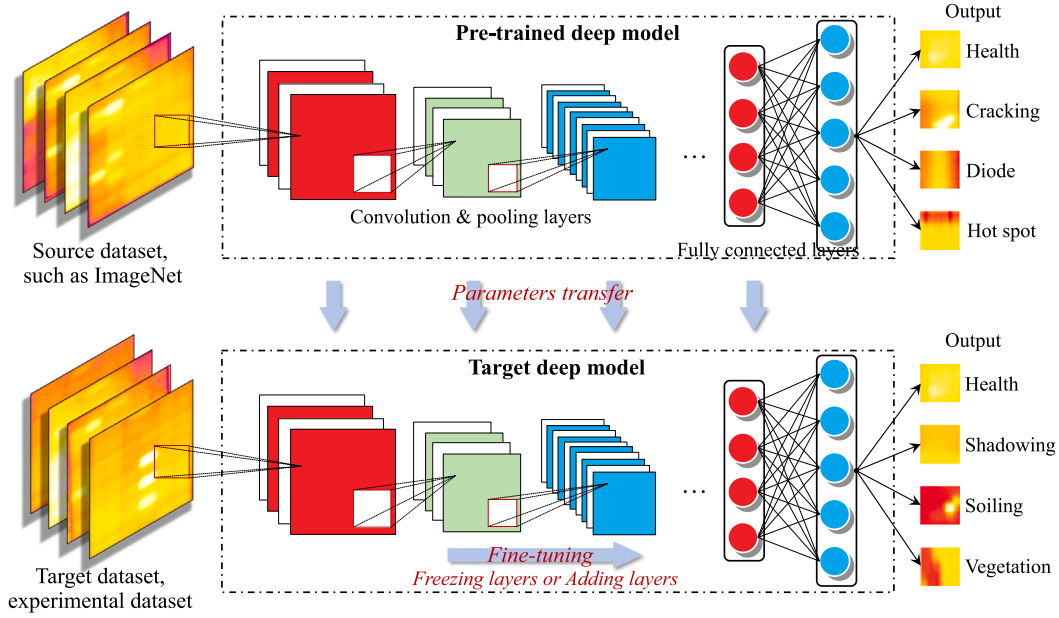 Output
Pre-trained deep model
Health
Cracking
Diode
Hot spot
...
Convolution & pooling layers
Fully connected layers
Source dataset,
such as ImageNet
Parameters transfer
Output
Target deep model
Health
Shadowing
Soiling
Vegetation
...
Fine-tuning
Freezing layers or Adding layers
Target dataset,
experimental dataset